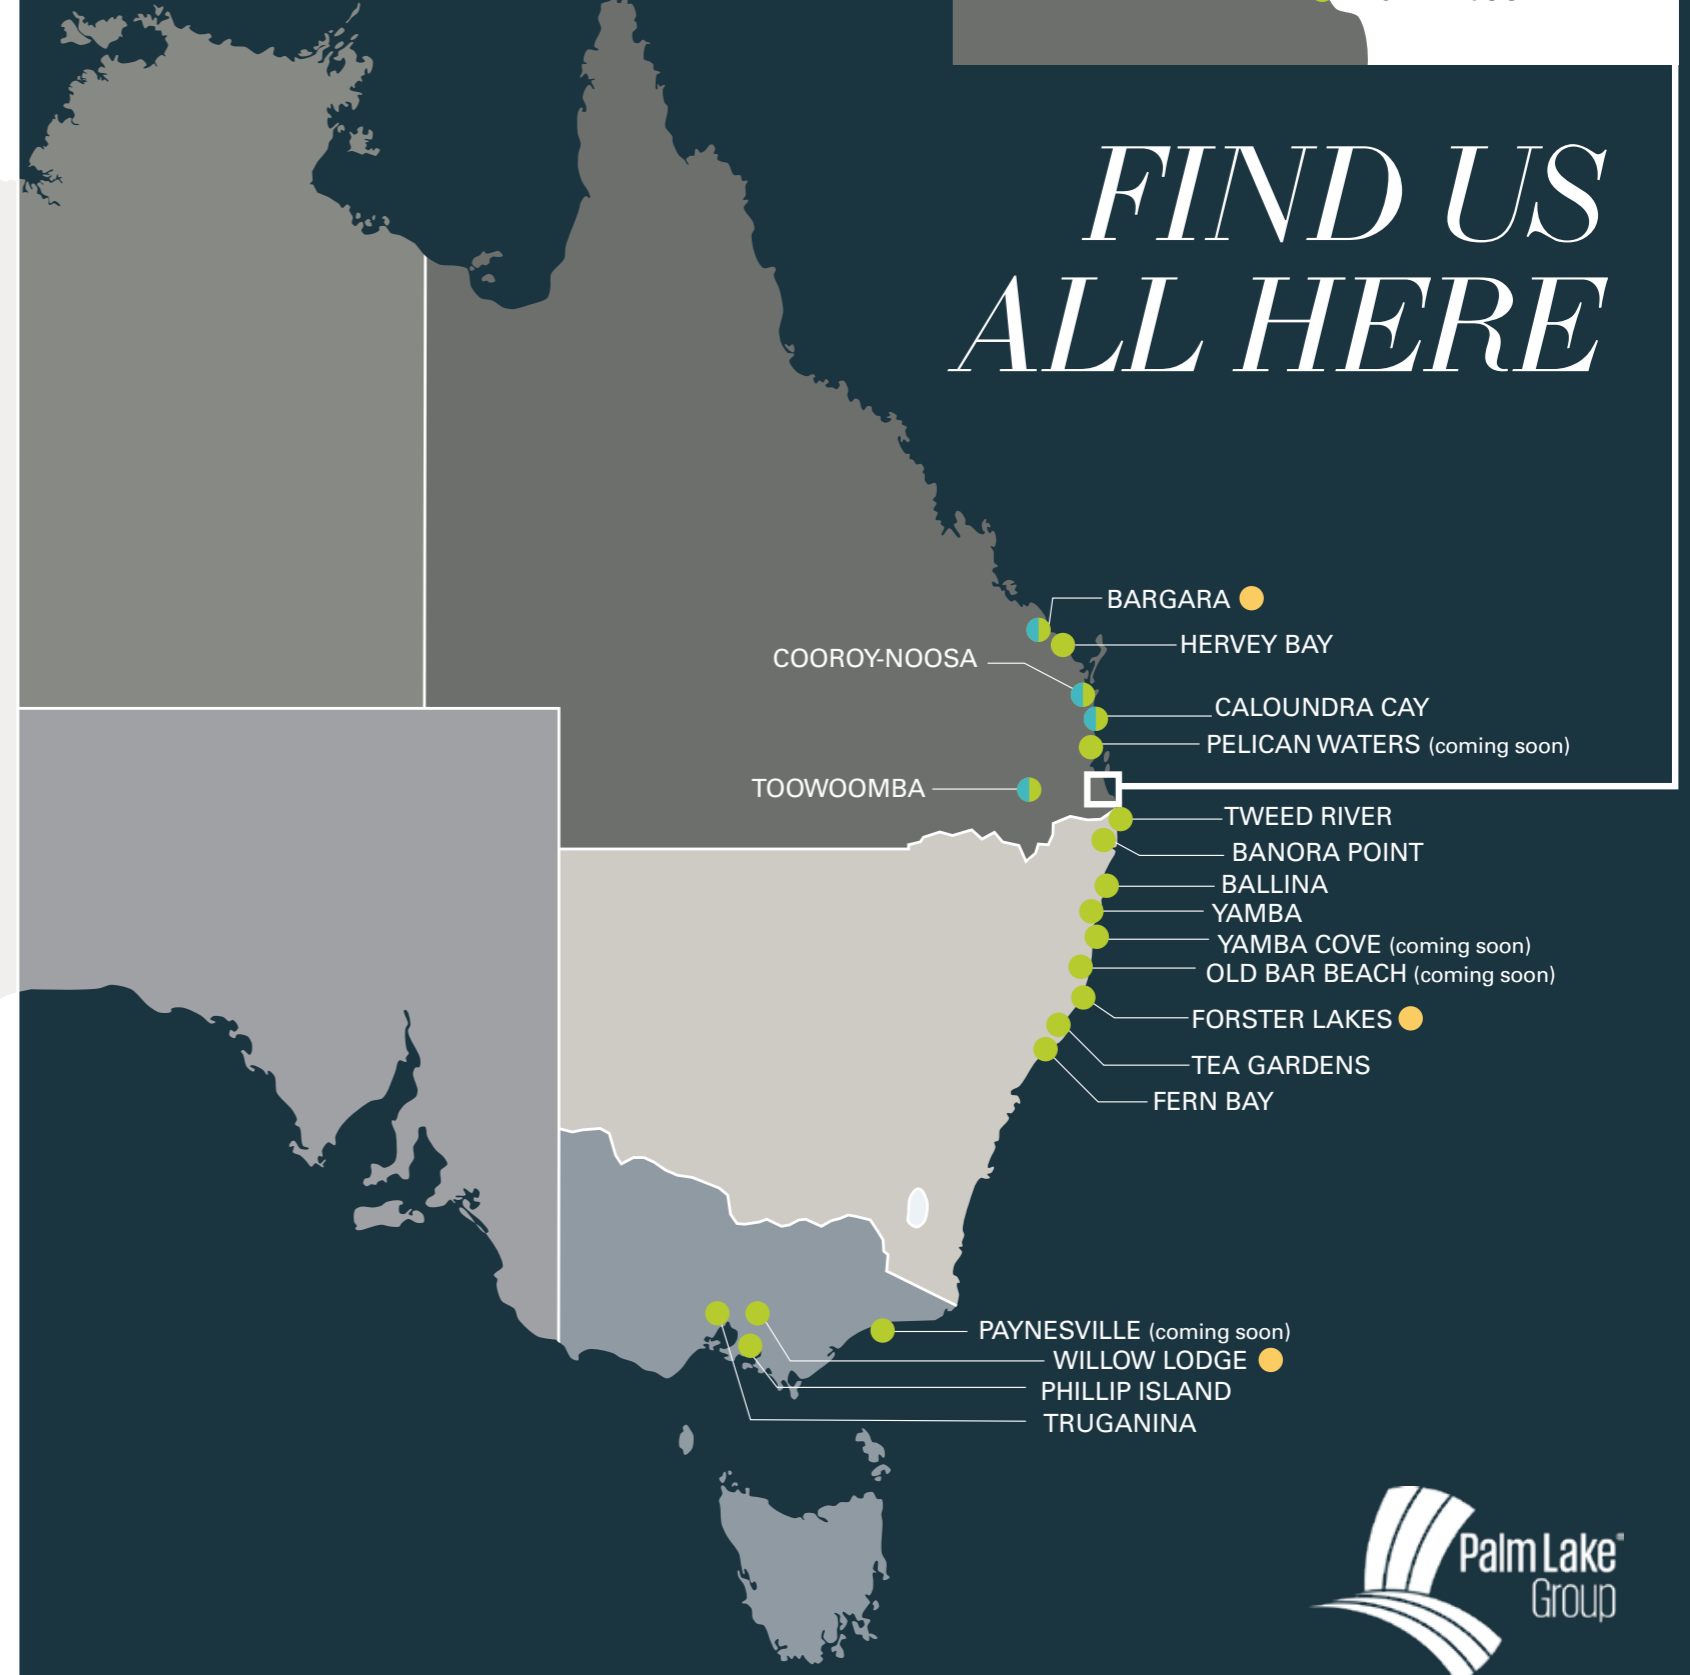 FIND US
ALL HERE
BARGARA
HERVEY BAY
COOROY-NOOSA
CALOUNDRA CAY
PELICAN WATERS (coming soon)
TOOWOOMBA
TWEED RIVER
BANORA POINT
BALLINA
YAMBA
YAMBA COVE (coming soon)
OLD BAR BEACH (coming soon)
FORSTER LAKES
TEA GARDENS
FERN BAY
PAYNESVILLE (coming soon)
WILLOW LODGE
PHILLIP ISLAND
TRUGANINA
Palm Lake
Group